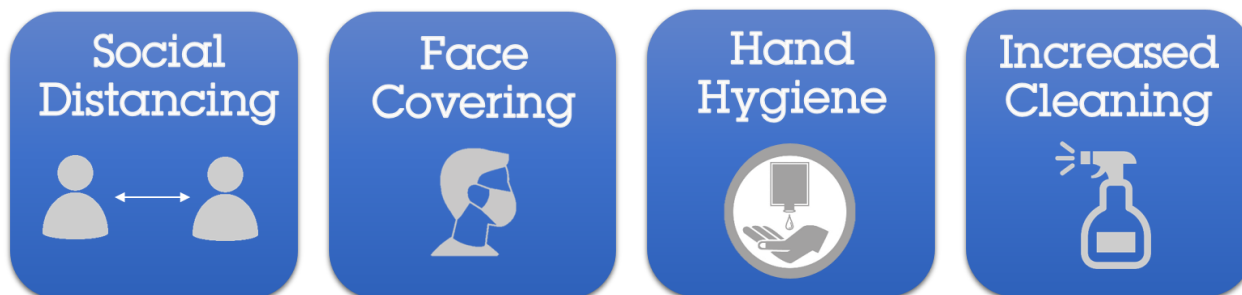 Social
Distancing
Face
Covering
Hand
Hygiene
Increased
Cleaning